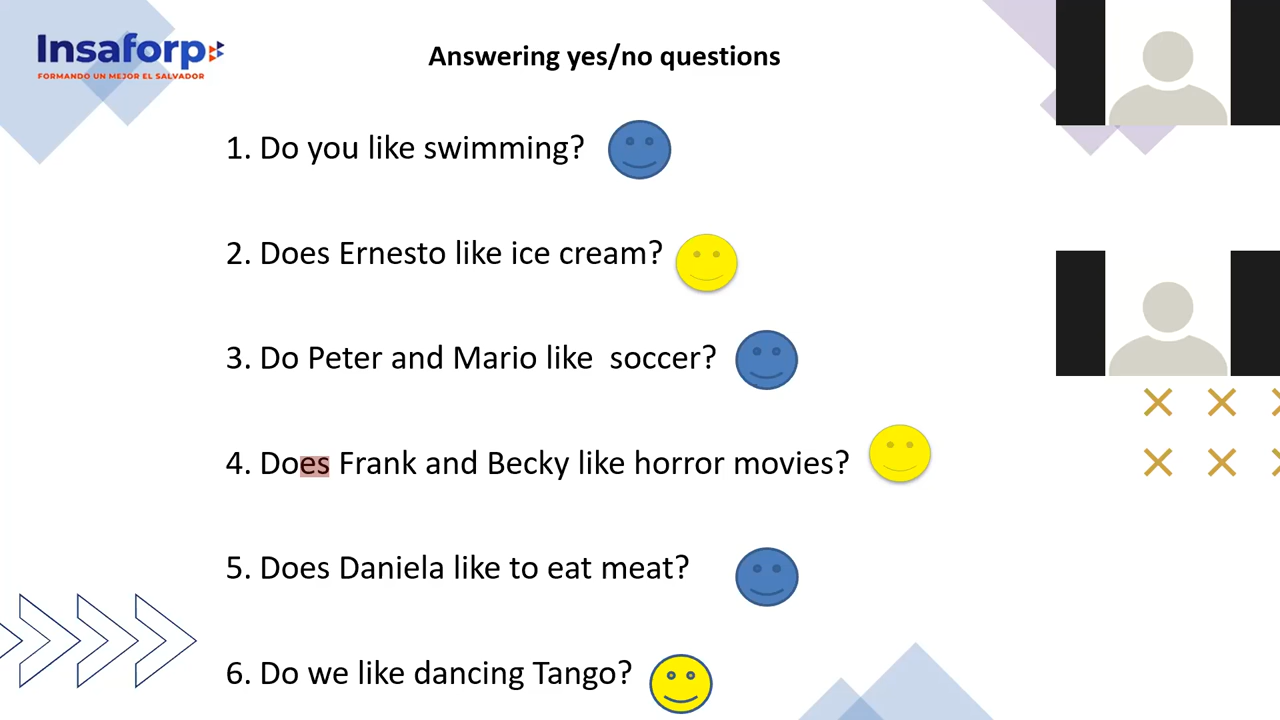 Insaforp
FORMANDO UN MEJOR EL SALVADOR
Answering yes/no questions
1. Do you like swimming?
2. Does Ernesto like ice cream?
3. Do Peter and Mario like soccer?
4. Does Frank and Becky like horror movies?
5. Does Daniela like to eat meat?
6. Do we like dancing Tango?